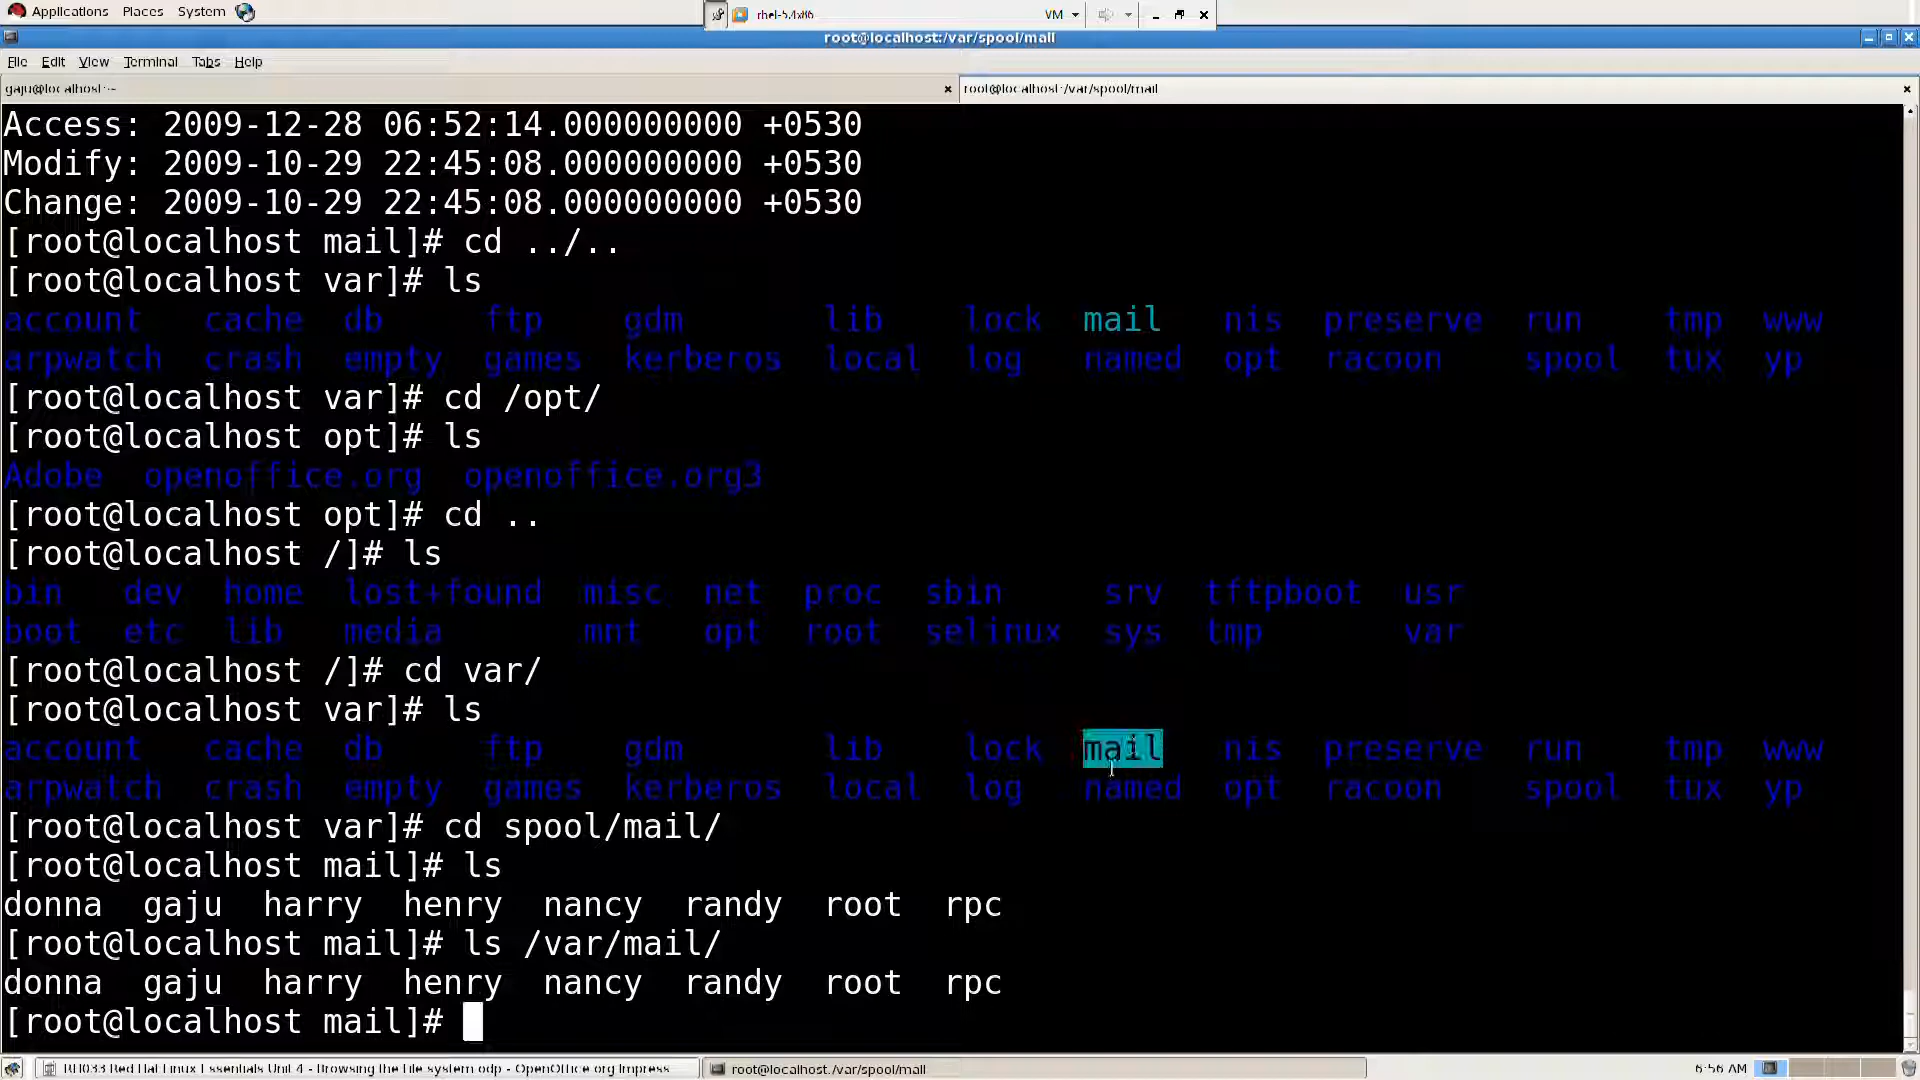 Applications Places System
rhel-5.4x86 VM
root@localhost:/var/spool/mail
File Edit View Terminal Tabs Help
gaju@localhost:~ root@localhost:/var/spool/mail
Access: 2009-12-28 06:52:14.000000000 +0530
Modify: 2009-10-29 22:45:08.000000000 +0530
Change: 2009-10-29 22:45:08.000000000 +0530
[root@localhost mail]# cd ../..
[root@localhost var]# ls
account cache db ftp gdm lib lock mail nis preserve run tmp www
arpwatch crash empty games kerberos local log named opt racoon spool tux yp
[root@localhost var]# cd /opt/
[root@localhost opt]# ls
Adobe openoffice.org openoffice.org3
[root@localhost opt]# cd ..
[root@localhost /]# ls
bin dev home lost+found misc net proc sbin srv tftpboot usr
boot etc lib media mnt opt root selinux sys tmp var
[root@localhost /]# cd var/
[root@localhost var]# ls
account cache db ftp gdm lib lock mail nis preserve run tmp www
arpwatch crash empty games kerberos local log named opt racoon spool tux yp
[root@localhost var]# cd spool/mail/
[root@localhost mail]# ls
donna gaju harry henry nancy randy root rpc
[root@localhost mail]# ls /var/mail/
donna gaju harry henry nancy randy root rpc
[root@localhost mail]#
RH033 Red Hat Linux Essentials Unit 4 - Browsing the File system.odp - OpenOffice.org Impress root@localhost:/var/spool/mail 6:56 AM